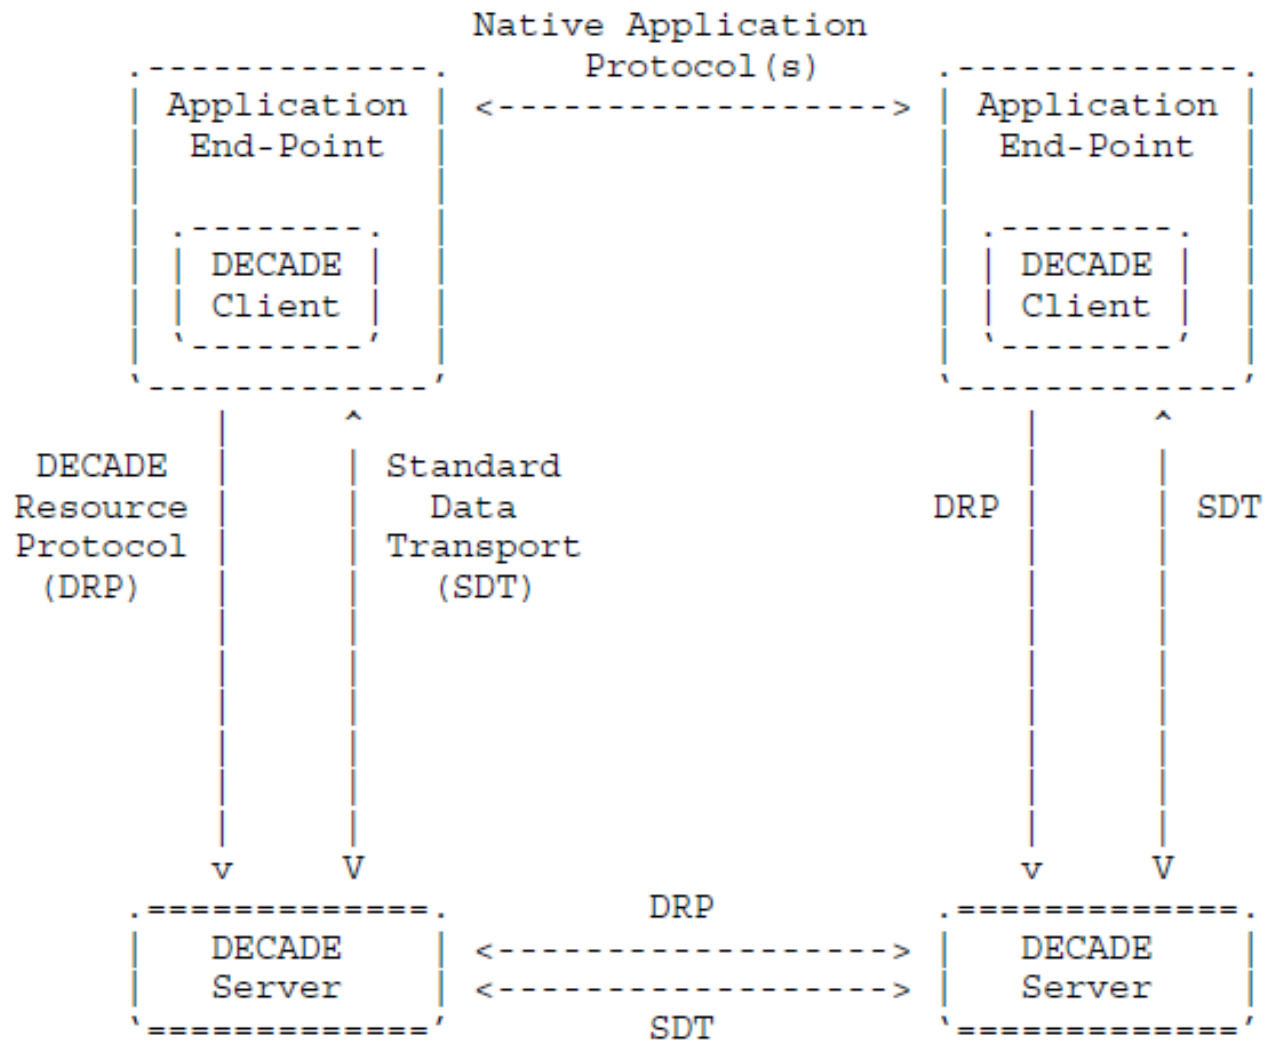 Native Application
Protocol(s)
Application Application
End-Point End-Point
DECADE DECADE
Client Client
DECADE Standard
Resource Data DRP SDT
Protocol Transport
(DRP) (SDT)
DRP
DECADE DECADE
Server Server
SDT